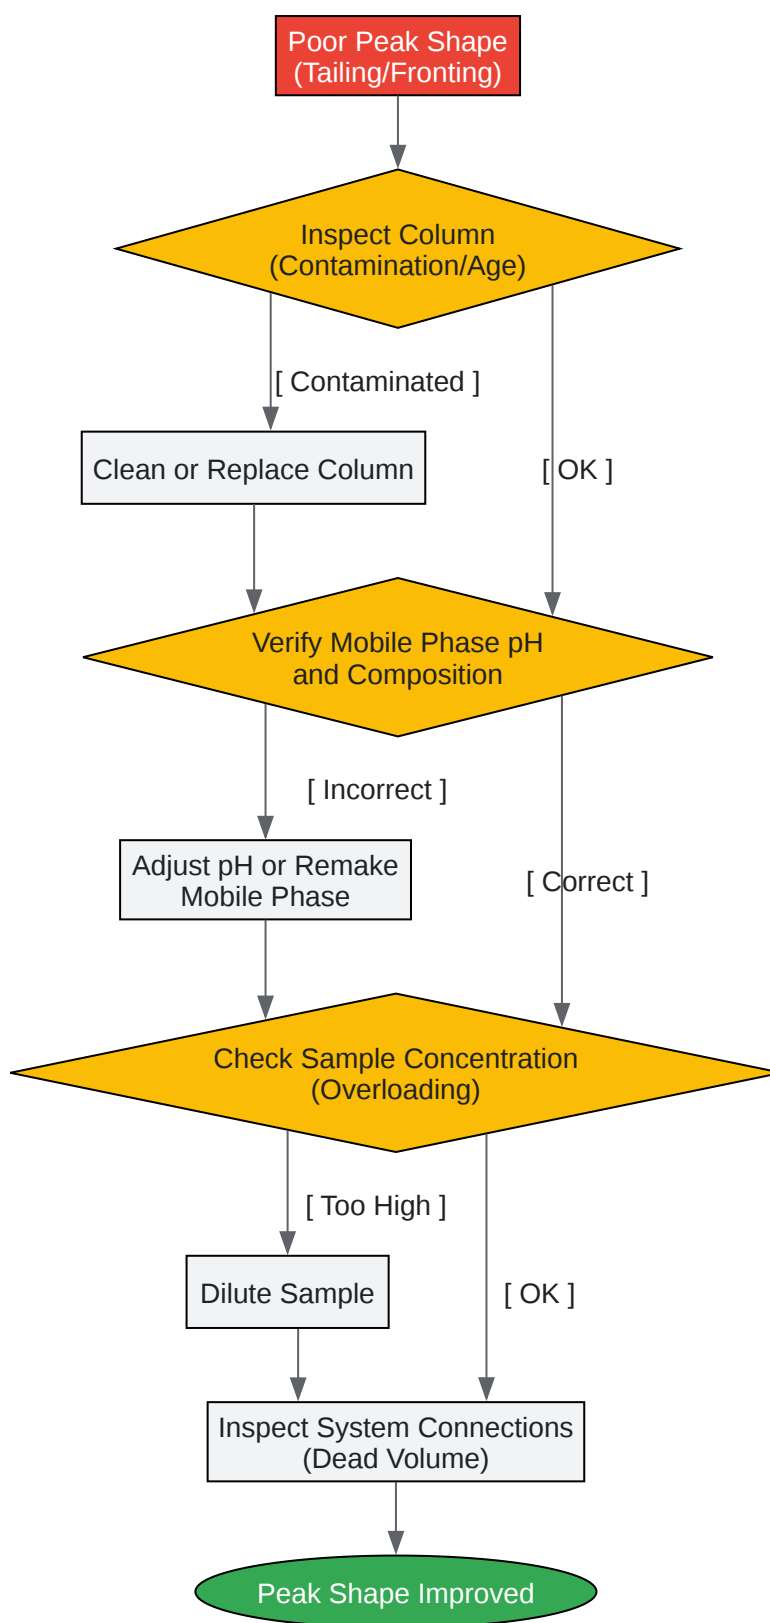 Poor Peak Shape
(Tailing/Fronting)
Inspect Column
(Contamination/Age)
[ Contaminated ]
Clean or Replace Column
[ OK ]
Verify Mobile Phase pH
and Composition
[ Incorrect ]
Adjust pH or Remake
Mobile Phase
[ Correct ]
Check Sample Concentration
(Overloading)
[ Too High ]
Dilute Sample
[ OK ]
Inspect System Connections
(Dead Volume)
Peak Shape Improved